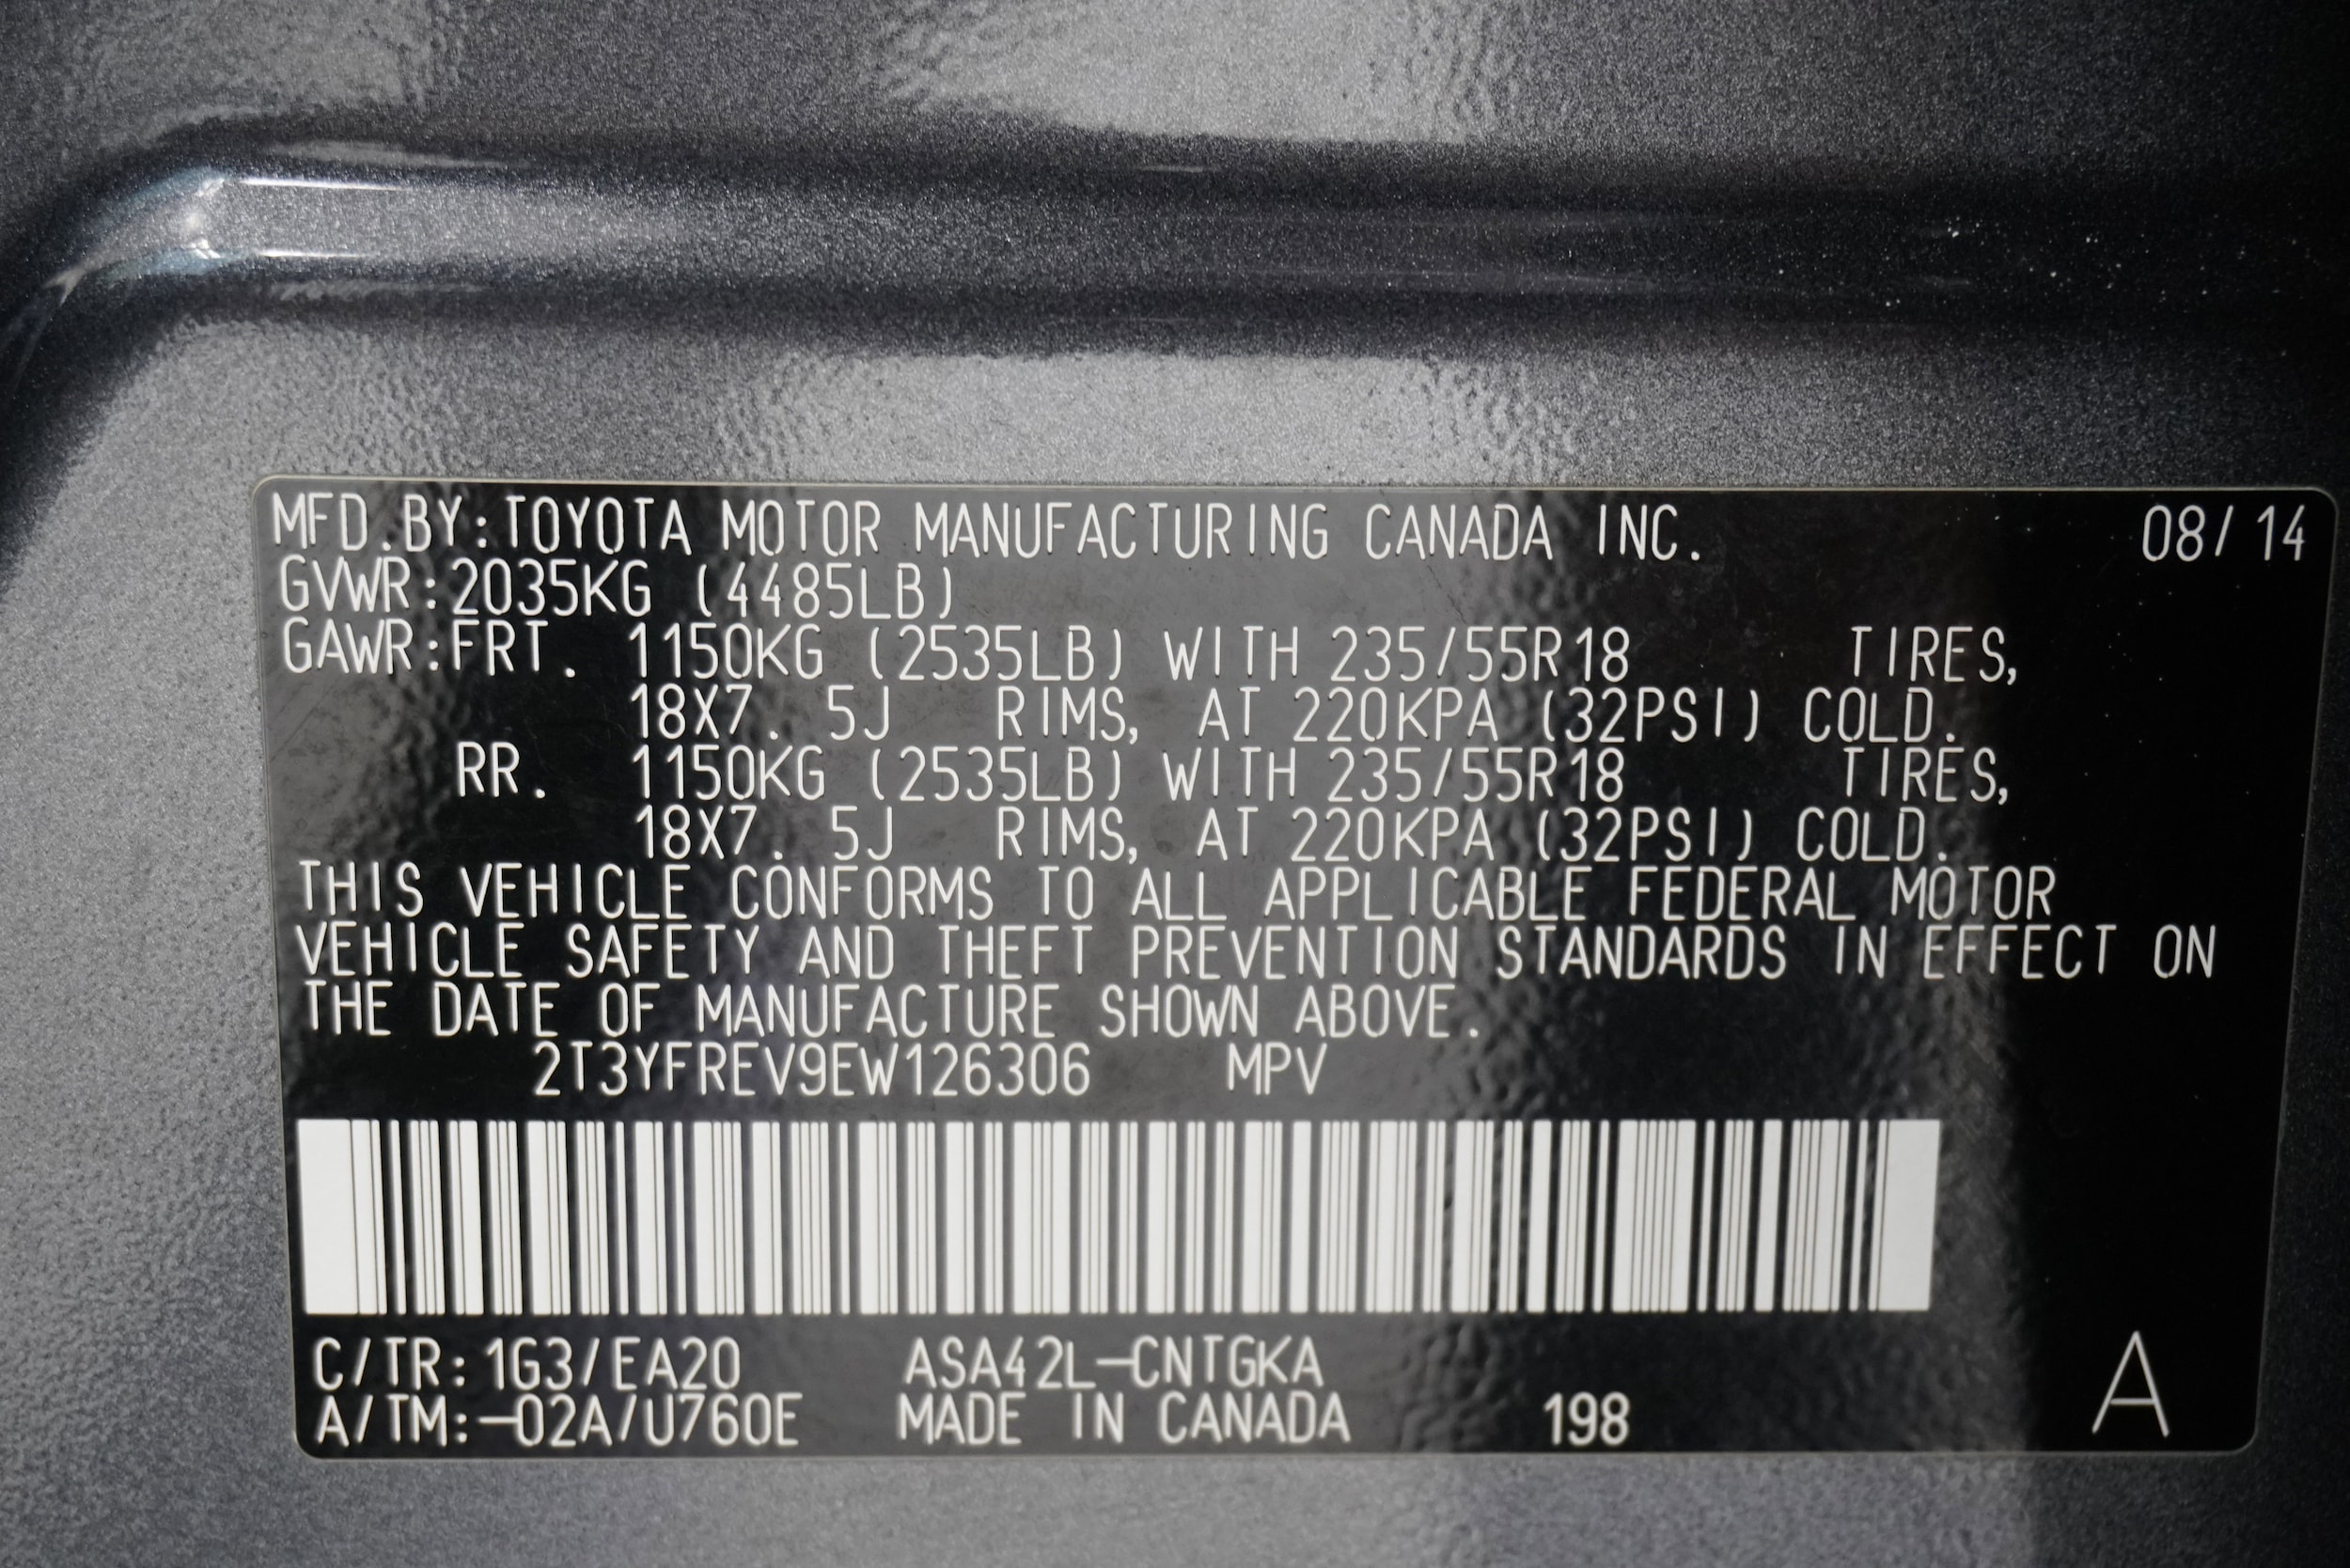 MFD.BY:TOYOTA MOTOR MANUFACTURING CANADA INC. 08/14
GVWR:2035KG (4485LB)
GAWR:FRT. 1150KG (2535LB) WITH 235/55R18 TIRES,
18X7.5J RIMS, AT 220KPA (32PSI) COLD.
RR. 1150KG (2535LB) WITH 235/55R18 TIRES,
18X7.5J RIMS, AT 220KPA (32PSI) COLD.
THIS VEHICLE CONFORMS TO ALL APPLICABLE FEDERAL MOTOR
VEHICLE SAFETY AND THEFT PREVENTION STANDARDS IN EFFECT ON
THE DATE OF MANUFACTURE SHOWN ABOVE.
2T3YFREV9EW126306 MPV
C/TR:1G3/EA20 ASA42L-CNTGKA
A/TM:-02A/U760E MADE IN CANADA 198 A